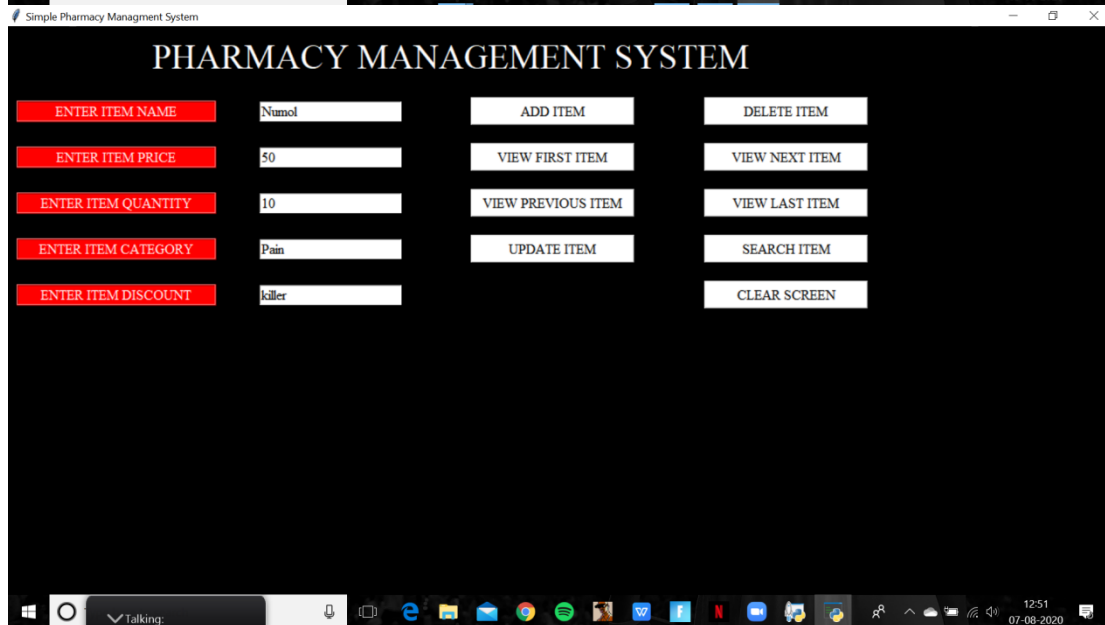 Simple Pharmacy Managment System
PHARMACY MANAGEMENT SYSTEM
ENTER ITEM NAME Numol ADD ITEM DELETE ITEM
ENTER ITEM PRICE 50 VIEW FIRST ITEM VIEW NEXT ITEM
ENTER ITEM QUANTITY 10 VIEW PREVIOUS ITEM VIEW LAST ITEM
ENTER ITEM CATEGORY Pain UPDATE ITEM SEARCH ITEM
ENTER ITEM DISCOUNT killer CLEAR SCREEN
Talking:
12:51
07-08-2020